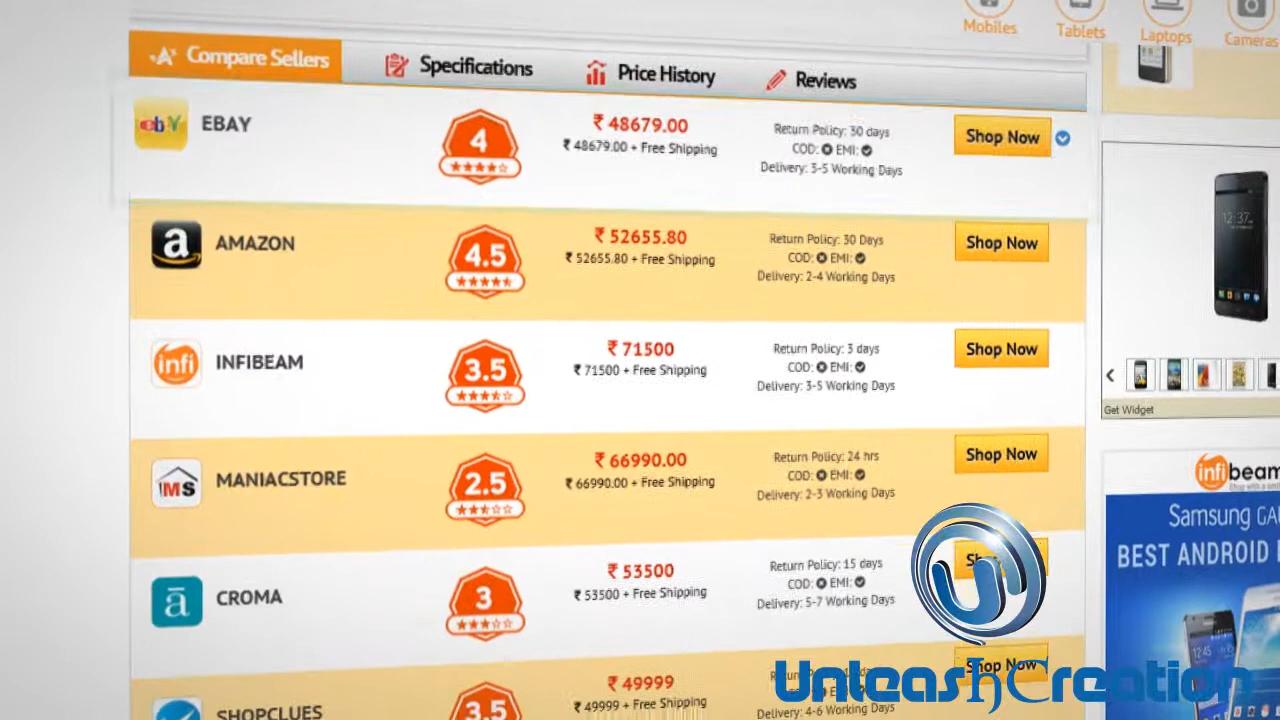 Mobiles
Tablets
Laptops
Cameras
Compare Sellers
Specifications
Price History
Reviews
ebY
EBAY
4
₹ 48679.00
₹ 48679.00 + Free Shipping
Return Policy: 30 days
COD: EMI:
Delivery: 3-5 Working Days
Shop Now
a
AMAZON
4.5
₹ 52655.80
₹ 52655.80 + Free Shipping
Return Policy: 30 Days
COD: EMI:
Delivery: 2-4 Working Days
Shop Now
12:37
infi
INFIBEAM
3.5
₹ 71500
₹ 71500 + Free Shipping
Return Policy: 3 days
COD: EMI:
Delivery: 3-5 Working Days
Shop Now
Get Widget
MS
MANIACSTORE
2.5
₹ 66990.00
₹ 66990.00 + Free Shipping
Return Policy: 24 hrs
COD: EMI:
Delivery: 2-3 Working Days
Shop Now
infibeam
Samsung GA
BEST ANDROID
ā
CROMA
3
₹ 53500
₹ 53500 + Free Shipping
Return Policy: 15 days
COD: EMI:
Delivery: 5-7 Working Days
12:45
SHOPCLUES
3.5
₹ 49999
₹ 49999 + Free Shipping
Delivery: 4-6 Working Days
Shop Now
UnleashCreation